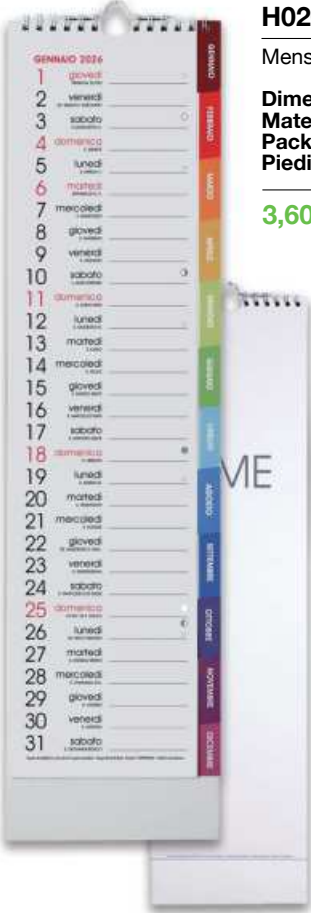 H02
Mens
Dime
Mate
Pack
Piedi
3,60
GENNAIO 2026
1 giovedì
2 venerdì
3 sabato
4 domenica
5 lunedì
6 martedì
7 mercoledì
8 giovedì
9 venerdì
10 sabato
11 domenica
12 lunedì
13 martedì
14 mercoledì
15 giovedì
16 venerdì
17 sabato
18 domenica
19 lunedì
20 martedì
21 mercoledì
22 giovedì
23 venerdì
24 sabato
25 domenica
26 lunedì
27 martedì
28 mercoledì
29 giovedì
30 venerdì
31 sabato
GENNAIO
FEBBRAIO
MARZO
APRILE
MAGGIO
GIUGNO
LUGLIO
AGOSTO
SETTEMBRE
OTTOBRE
NOVEMBRE
DICEMBRE
ME